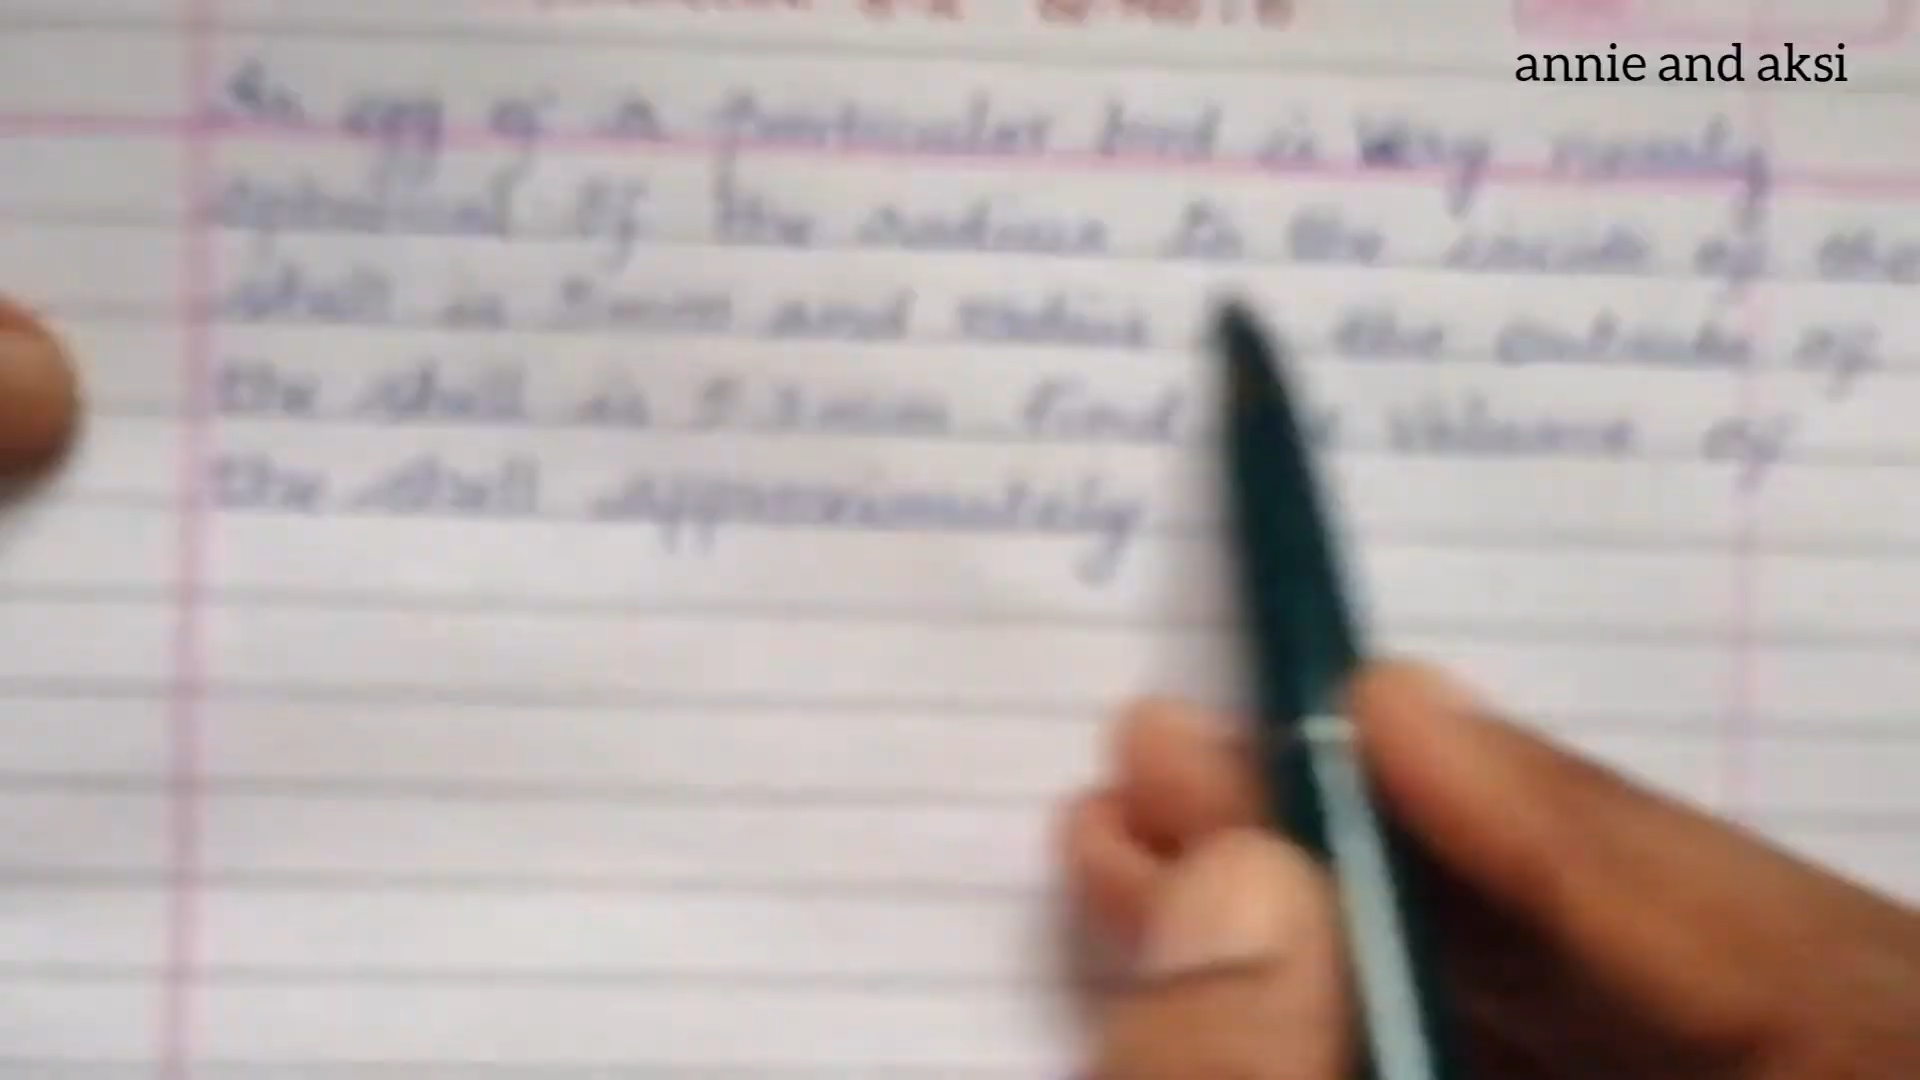 annie and aksi
An egg of a particular bird is very nearly
spherical If the radius to the inside of the
shell is 5mm and radius the outside of
the shell is 5.3mm Find volume of
the shell approximately